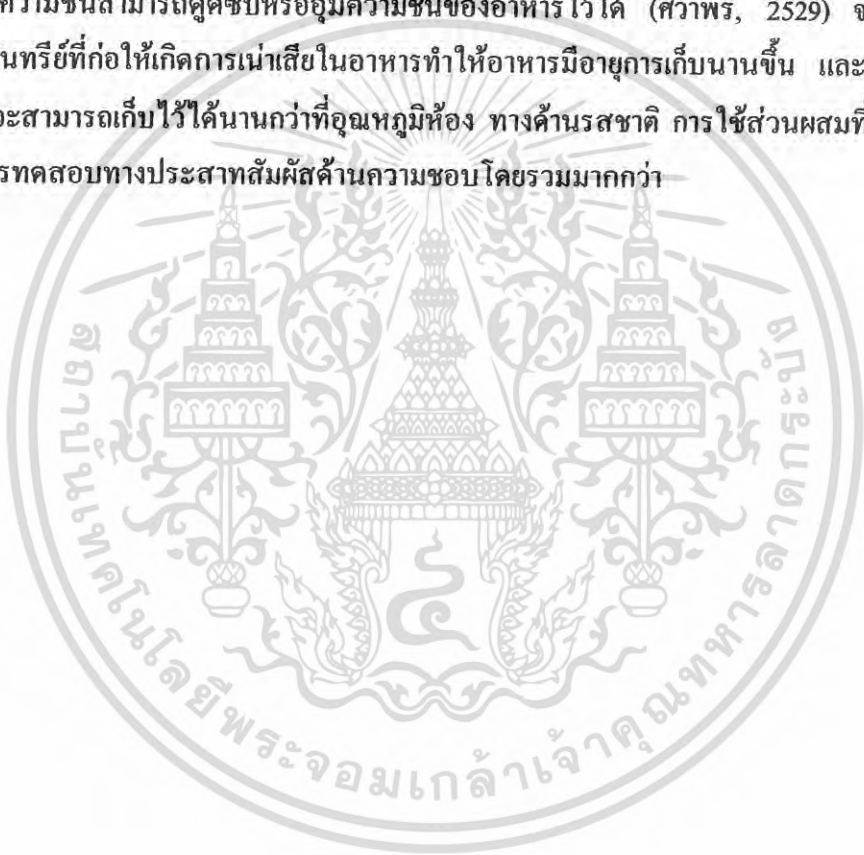 ความชื้นสามารถดูดซับหรืออุ้มความชื้นของอาหารไว้ได้ (ศิวาพร, 2529) จ
นทรีย์ที่ก่อให้เกิดการเน่าเสียในอาหารทำให้อาหารมีอายุการเก็บนานขึ้น และ
จะสามารถเก็บไว้ได้นานกว่าที่อุณหภูมิห้อง ทางด้านรสชาติ การใช้ส่วนผสมที่
รทดสอบทางประสาทสัมผัสด้านความชอบโดยรวมมากกว่า
สถาบันเทคโนโลยีพระจอมเกล้าเจ้าคุณทหารลาดกระบัง